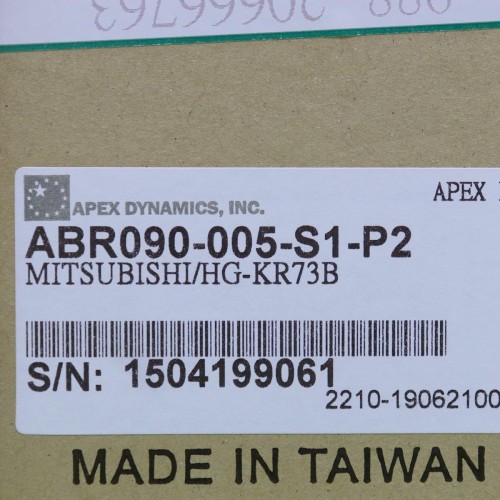 APEX
APEX DYNAMICS, INC.
ABR090-005-S1-P2
MITSUBISHI/HG-KR73B
S/N: 1504199061
2210-19062100
MADE IN TAIWAN